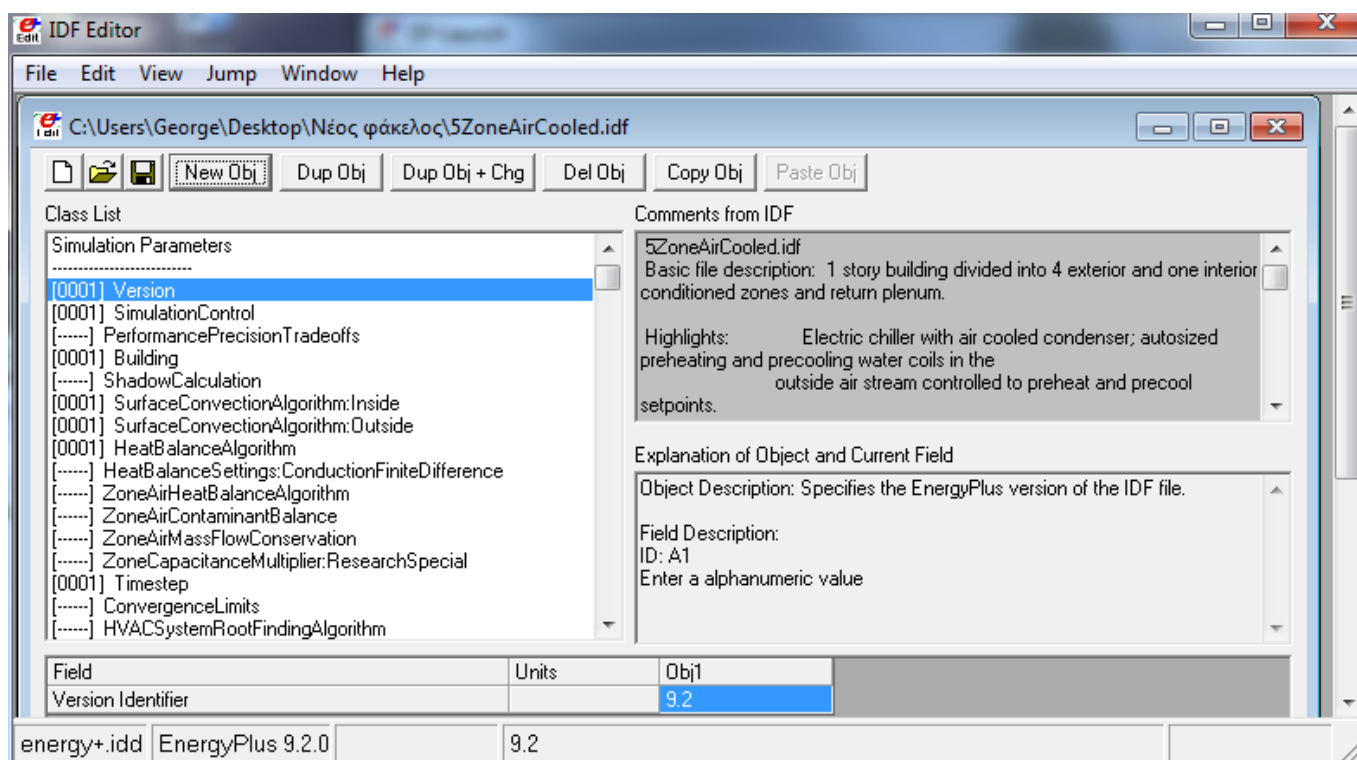 IDF Editor
File Edit View Jump Window Help
C:\Users\George\Desktop\Νέος φάκελος\5ZoneAirCooled.idf
New Obj Dup Obj Dup Obj + Chg Del Obj Copy Obj Paste Obj
Class List
Simulation Parameters
---------------------------
[0001] Version
[0001] SimulationControl
[------] PerformancePrecisionTradeoffs
[0001] Building
[------] ShadowCalculation
[0001] SurfaceConvectionAlgorithm:Inside
[0001] SurfaceConvectionAlgorithm:Outside
[0001] HeatBalanceAlgorithm
[------] HeatBalanceSettings:ConductionFiniteDifference
[------] ZoneAirHeatBalanceAlgorithm
[------] ZoneAirContaminantBalance
[------] ZoneAirMassFlowConservation
[------] ZoneCapacitanceMultiplier:ResearchSpecial
[0001] Timestep
[------] ConvergenceLimits
[------] HVACSystemRootFindingAlgorithm
Comments from IDF
5ZoneAirCooled.idf
Basic file description: 1 story building divided into 4 exterior and one interior
conditioned zones and return plenum.
Highlights: Electric chiller with air cooled condenser; autosized
preheating and precooling water coils in the
outside air stream controlled to preheat and precool
setpoints.
Explanation of Object and Current Field
Object Description: Specifies the EnergyPlus version of the IDF file.
Field Description:
ID: A1
Enter a alphanumeric value
Field Units Obj1
Version Identifier 9.2
energy+.idd EnergyPlus 9.2.0 9.2